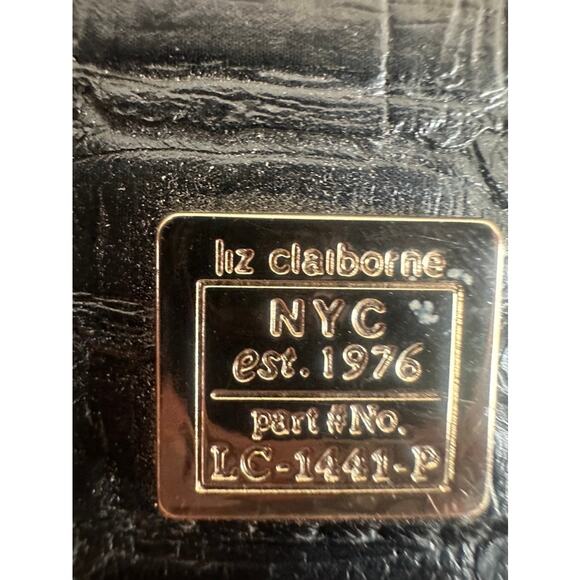 liz claiborne
NYC
est. 1976
part #No.
LC-1441-P